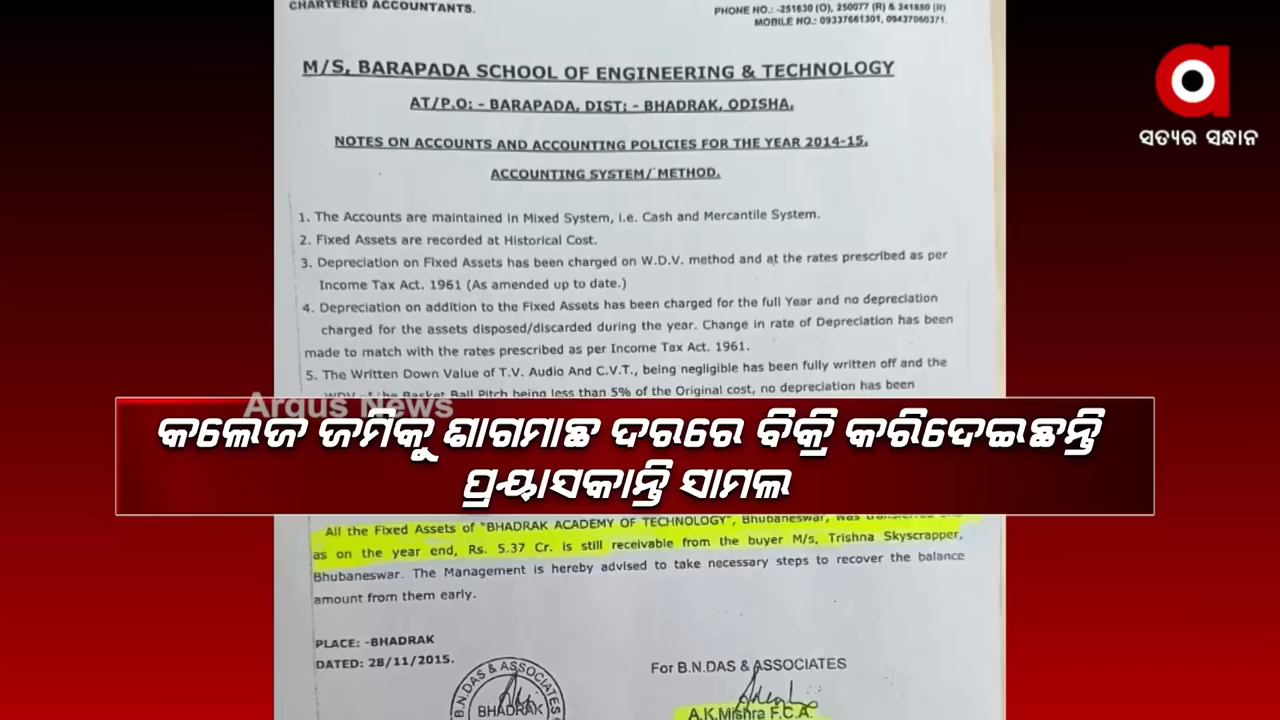 CHARTERED ACCOUNTANTS.
PHONE NO.: -251630 (O), 250077 (R) & 241680 (R)
MOBILE NO.: 09337661301, 09437060371.
M/S, BARAPADA SCHOOL OF ENGINEERING & TECHNOLOGY
AT/P.O: - BARAPADA, DIST: - BHADRAK, ODISHA.
NOTES ON ACCOUNTS AND ACCOUNTING POLICIES FOR THE YEAR 2014-15.
ACCOUNTING SYSTEM/ METHOD.
ସତ୍ୟର ସନ୍ଧାନ
1. The Accounts are maintained in Mixed System, i.e. Cash and Mercantile System.
2. Fixed Assets are recorded at Historical Cost.
3. Depreciation on Fixed Assets has been charged on W.D.V. method and at the rates prescribed as per
Income Tax Act. 1961 (As amended up to date.)
4. Depreciation on addition to the Fixed Assets has been charged for the full Year and no depreciation
charged for the assets disposed/discarded during the year. Change in rate of Depreciation has been
made to match with the rates prescribed as per Income Tax Act. 1961.
5. The Written Down Value of T.V. Audio And C.V.T., being negligible has been fully written off and the
WDV of the Basket Ball Pitch being less than 5% of the Original cost, no depreciation has been
Argus News
କଲେଜ ଜମିକୁ ଶାଗମାଛ ଦରରେ ବିକ୍ରି କରିଦେଇଛନ୍ତି
ପ୍ରୟାସକାନ୍ତି ସାମଲ
All the Fixed Assets of "BHADRAK ACADEMY OF TECHNOLOGY", Bhubaneswar, was transferred
as on the year end, Rs. 5.37 Cr. is still receivable from the buyer M/s, Trishna Skyscrapper,
Bhubaneswar. The Management is hereby advised to take necessary steps to recover the balance
amount from them early.
PLACE: -BHADRAK
DATED: 28/11/2015.
For B.N.DAS & ASSOCIATES
B.N.DAS & ASSOCIATES
BHADRAK
A.K.Mishra F.C.A.